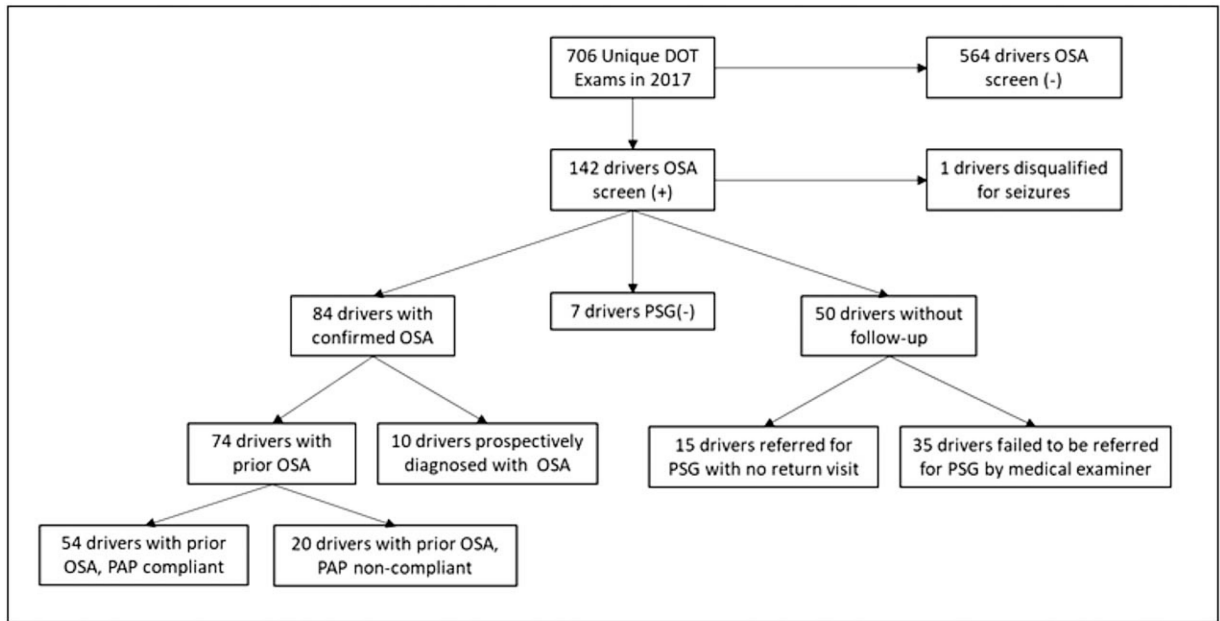 706 Unique DOT
Exams in 2017
564 drivers OSA
screen (-)
142 drivers OSA
screen (+)
1 drivers disqualified
for seizures
84 drivers with
confirmed OSA
7 drivers PSG(-)
50 drivers without
follow-up
74 drivers with
prior OSA
10 drivers prospectively
diagnosed with OSA
15 drivers referred for
PSG with no return visit
35 drivers failed to be referred
for PSG by medical examiner
54 drivers with prior
OSA, PAP compliant
20 drivers with prior OSA,
PAP non-compliant